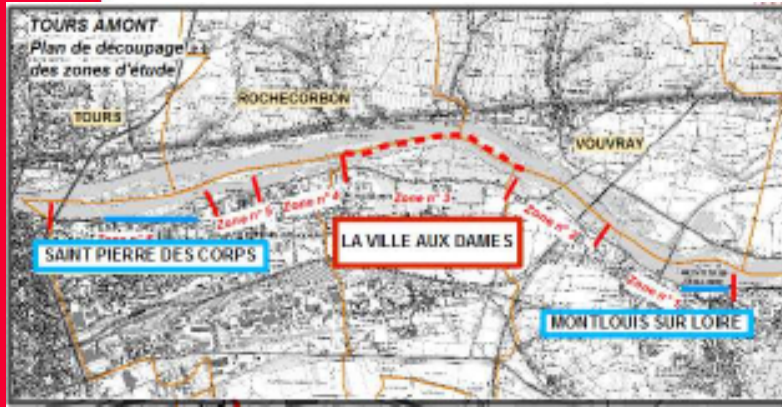 TOURS AMONT
Plan de découpage
des zones d'étude
ROCHECORBON
TOURS
VOUVRAY
Zone n° 5
Zone n° 4
Zone n° 3
Zone n° 2
Zone n° 1
LA VILLE AUX DAMES
SAINT PIERRE DES CORPS
MONTLOUIS SUR LOIRE